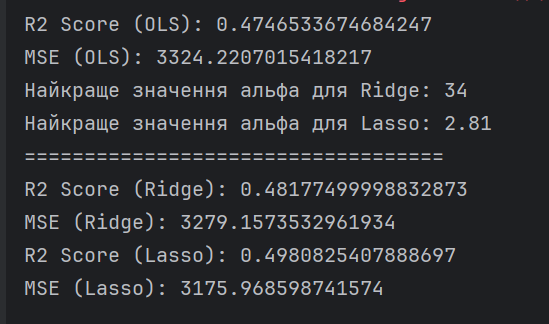 R2 Score (OLS): 0.4746533674684247
MSE (OLS): 3324.2207015418217
Найкраще значення альфа для Ridge: 34
Найкраще значення альфа для Lasso: 2.81
===================================
R2 Score (Ridge): 0.48177499998832873
MSE (Ridge): 3279.1573532961934
R2 Score (Lasso): 0.4980825407888697
MSE (Lasso): 3175.968598741574